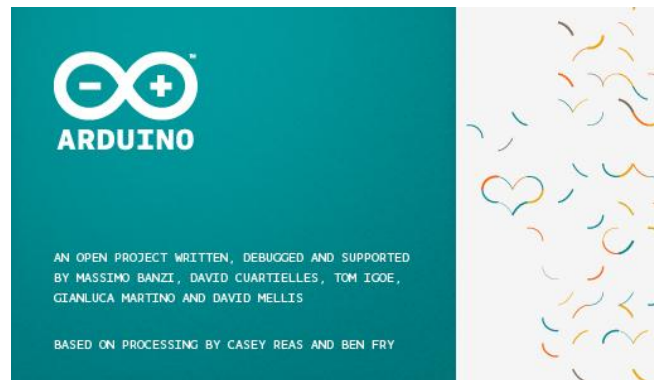 ARDUINO
AN OPEN PROJECT WRITTEN, DEBUGGED AND SUPPORTED
BY MASSIMO BANZI, DAVID CUARTIELLES, TOM IGOE,
GIANLUCA MARTINO AND DAVID MELLIS
BASED ON PROCESSING BY CASEY REAS AND BEN FRY